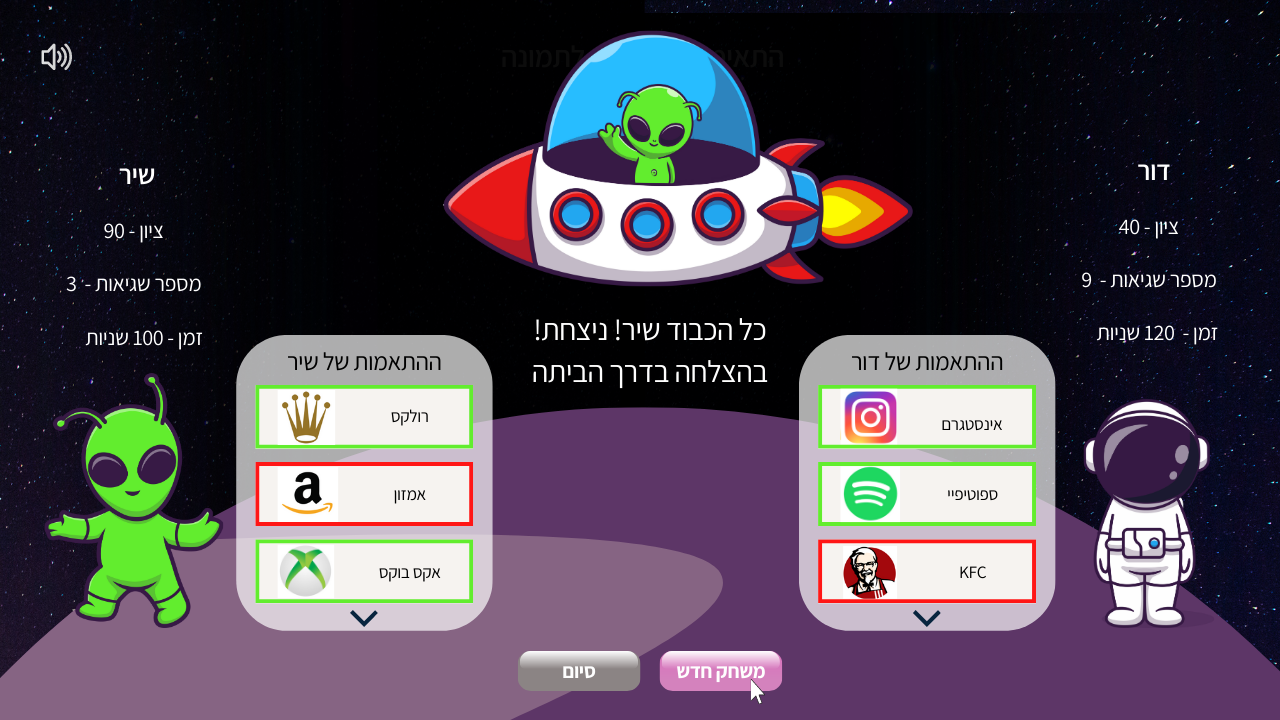 התאימו לתמונה
דור
ציון - 40
מספר שגיאות - 9
זמן - 120 שניות
שיר
ציון - 90
מספר שגיאות - 3
זמן - 100 שניות
כל הכבוד שיר! ניצחת!
בהצלחה בדרך הביתה
ההתאמות של דור
אינסטגרם
ספוטיפיי
KFC
ההתאמות של שיר
רולקס
a
אמזון
אקס בוקס
משחק חדש
סיום